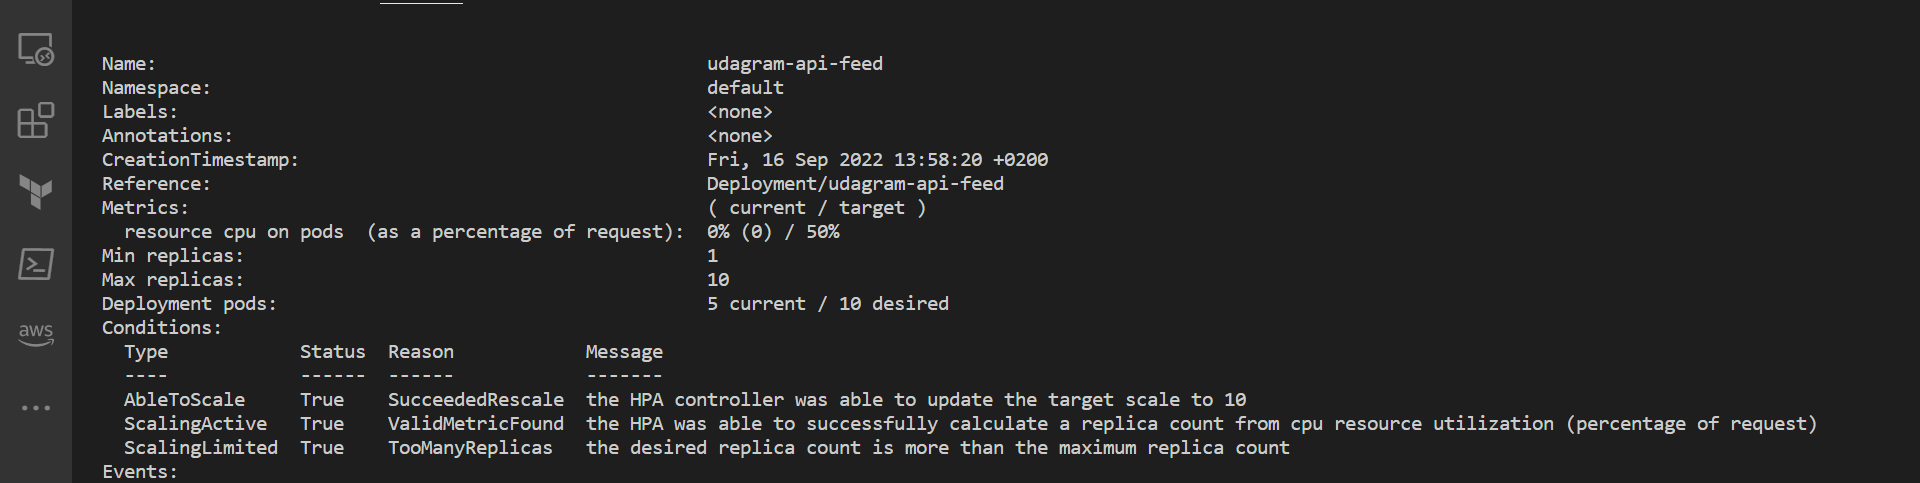 Name: udagram-api-feed
Namespace: default
Labels: <none>
Annotations: <none>
CreationTimestamp: Fri, 16 Sep 2022 13:58:20 +0200
Reference: Deployment/udagram-api-feed
Metrics: ( current / target )
resource cpu on pods (as a percentage of request): 0% (0) / 50%
Min replicas: 1
Max replicas: 10
Deployment pods: 5 current / 10 desired
Conditions:
Type Status Reason Message
---- ------ ------ -------
AbleToScale True SucceededRescale the HPA controller was able to update the target scale to 10
ScalingActive True ValidMetricFound the HPA was able to successfully calculate a replica count from cpu resource utilization (percentage of request)
ScalingLimited True TooManyReplicas the desired replica count is more than the maximum replica count
Events:
aws